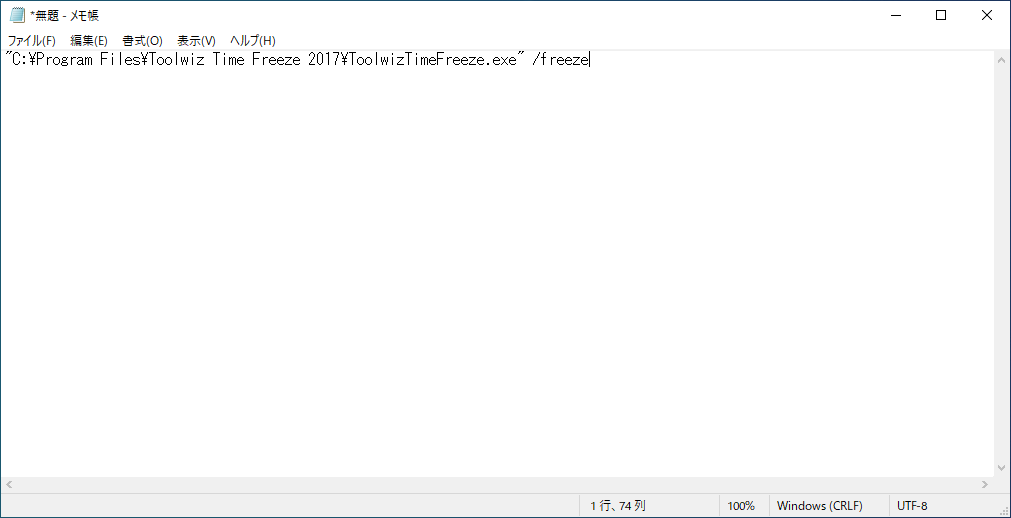 *無題 - メモ帳
ファイル(F) 編集(E) 書式(O) 表示(V) ヘルプ(H)
"C:¥Program Files¥Toolwiz Time Freeze 2017¥ToolwizTimeFreeze.exe" /freeze
1 行、74 列 100% Windows (CRLF) UTF-8